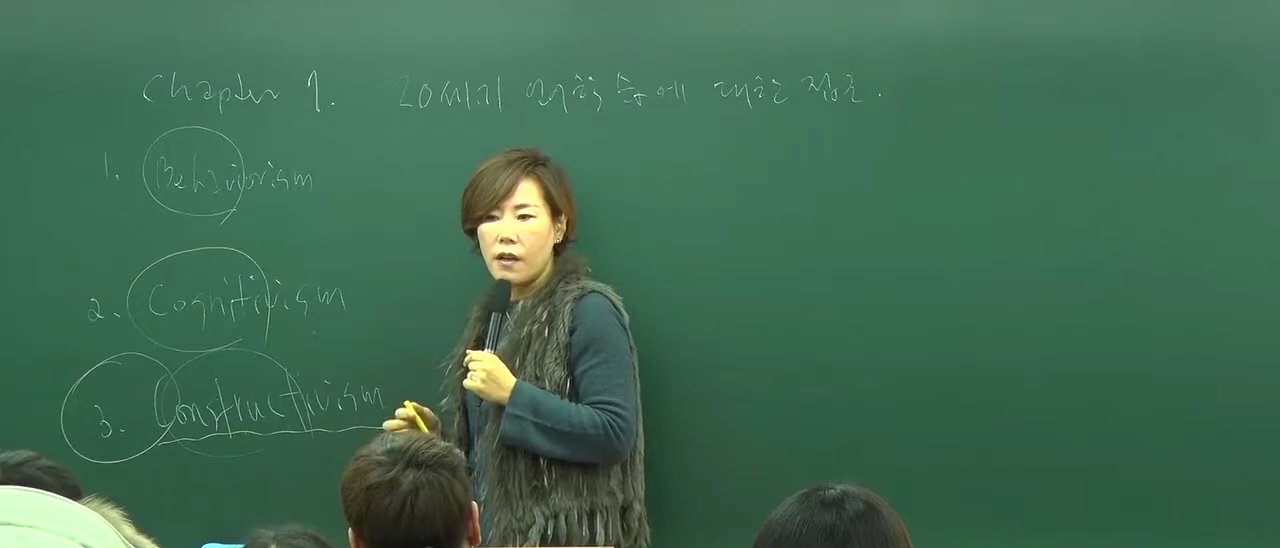 Chapter 1. 20세기 어학습에 대한 접근.
1. Behaviorism
2. Cognitivism
3. Constructivism